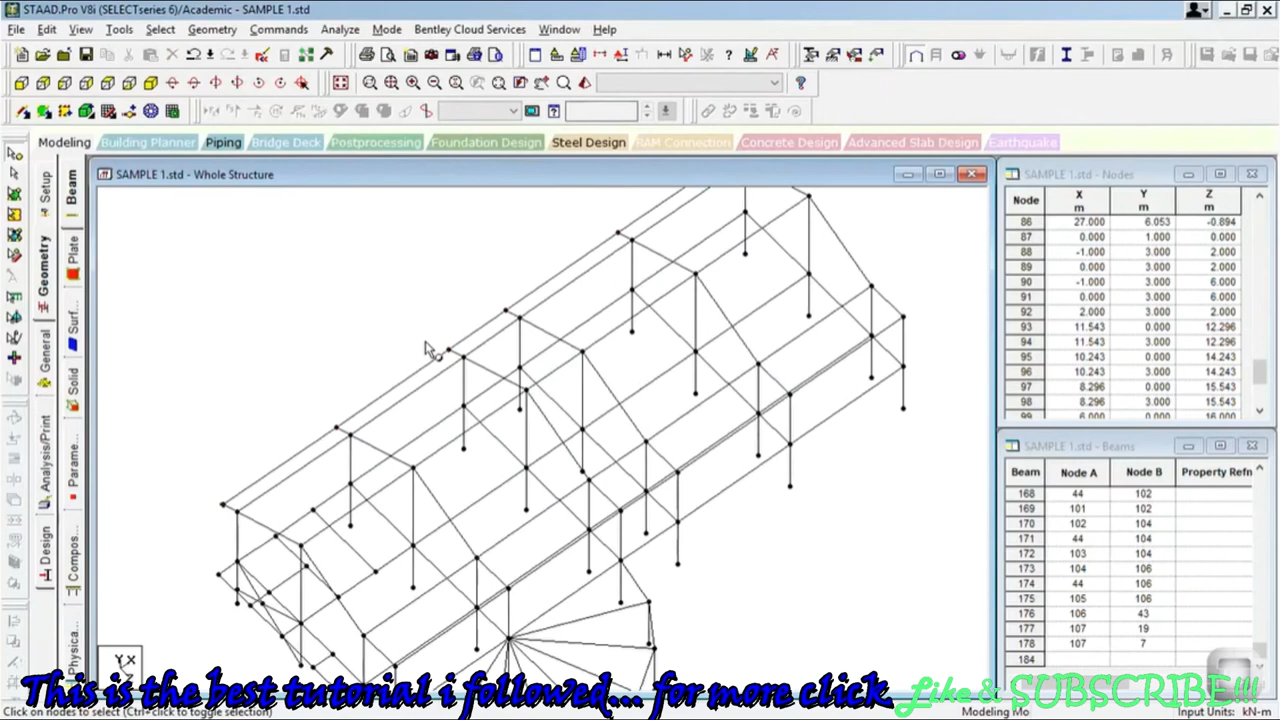 STAAD.Pro V8i (SELECTseries 6)/Academic - SAMPLE 1.std
File Edit View Tools Select Geometry Commands Analyze Mode Bentley Cloud Services Window Help
Modeling Building Planner Piping Bridge Deck Postprocessing Foundation Design Steel Design RAM Connection Concrete Design Advanced Slab Design Earthquake
Setup
Geometry
General
Analysis/Print
Design
Beam
Plate
Surf...
Solid
Parame...
Compos...
Physica...
SAMPLE 1.std - Whole Structure
SAMPLE 1.std - Nodes
Node X m Y m Z m
86 27.000 6.053 -0.894
87 0.000 1.000 0.000
88 -1.000 3.000 2.000
89 0.000 3.000 2.000
90 -1.000 3.000 6.000
91 0.000 3.000 6.000
92 2.000 3.000 0.000
93 11.543 0.000 12.296
94 11.543 3.000 12.296
95 10.243 0.000 14.243
96 10.243 3.000 14.243
97 8.296 0.000 15.543
98 8.296 3.000 15.543
99 6.000 0.000 16.000
SAMPLE 1.std - Beams
Beam Node A Node B Property Refn
168 44 102
169 101 102
170 102 104
171 44 104
172 103 104
173 104 106
174 44 106
175 105 106
176 106 43
177 107 19
178 107 7
184
Y X
This is the best tutorial i followed... for more click. Like & SUBSCRIBE!!!
Click on nodes to select (Ctrl+click to toggle selection)
Modeling Mo
Input Units: kN-m